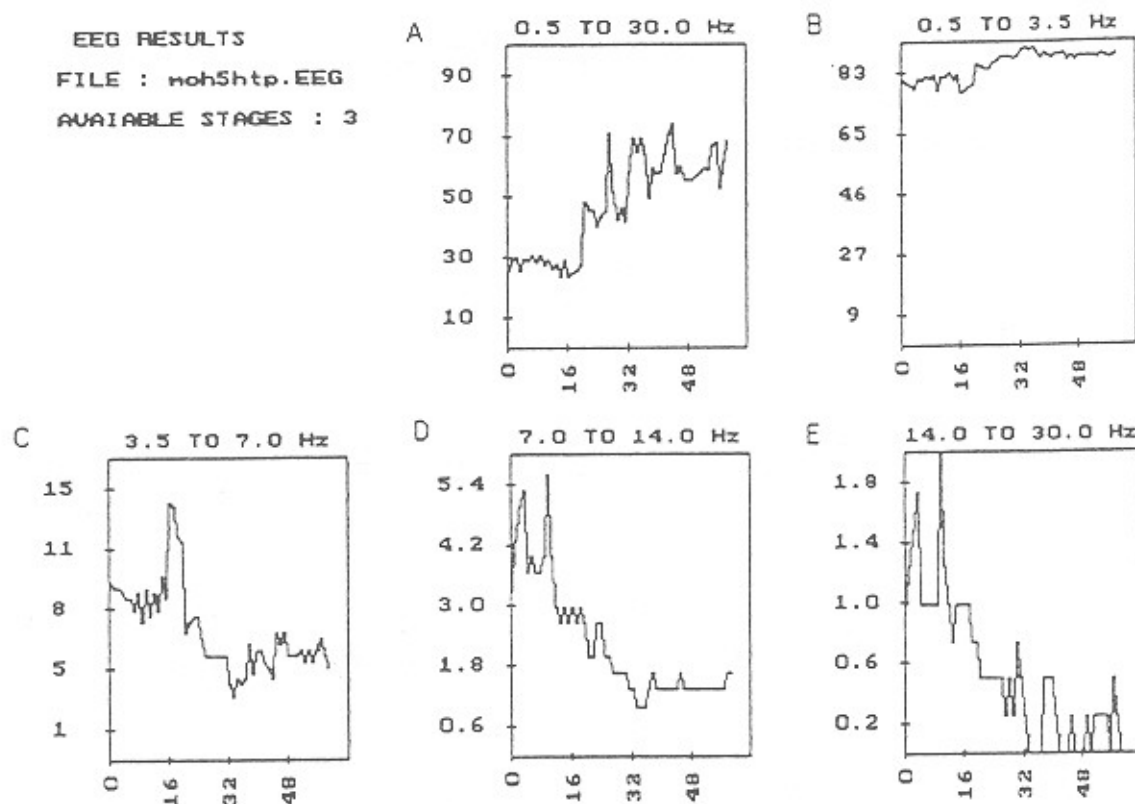 EEG RESULTS
FILE : moh5htp.EEG
AVAIABLE STAGES : 3
A
0.5 TO 30.0 Hz
90
70
50
30
10
0 16 32 48
B
0.5 TO 3.5 Hz
83
65
46
27
9
0 16 32 48
C
3.5 TO 7.0 Hz
15
11
8
5
1
0 16 32 48
D
7.0 TO 14.0 Hz
5.4
4.2
3.0
1.8
0.6
0 16 32 48
E
14.0 TO 30.0 Hz
1.8
1.4
1.0
0.6
0.2
0 16 32 48